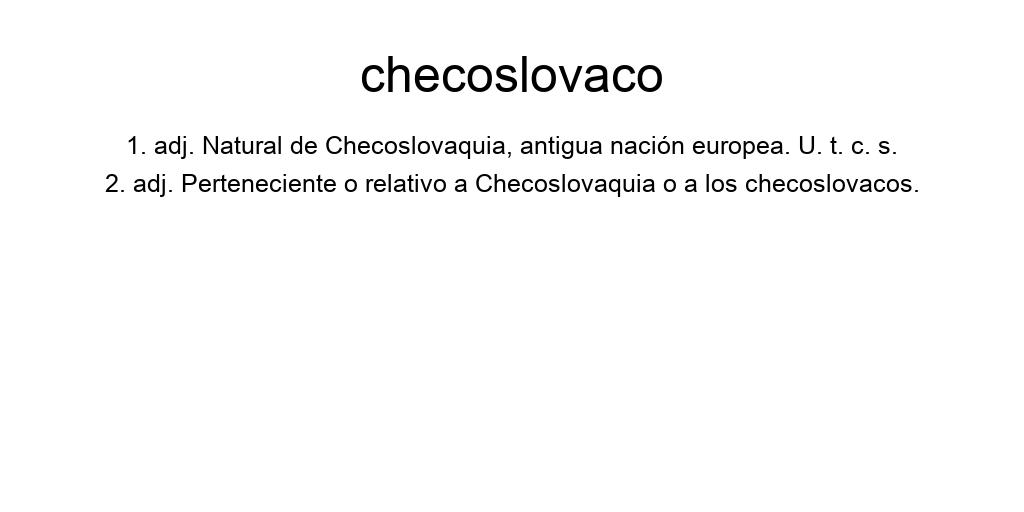 checoslovaco
1. adj. Natural de Checoslovaquia, antigua nación europea. U. t. c. s.
2. adj. Perteneciente o relativo a Checoslovaquia o a los checoslovacos.